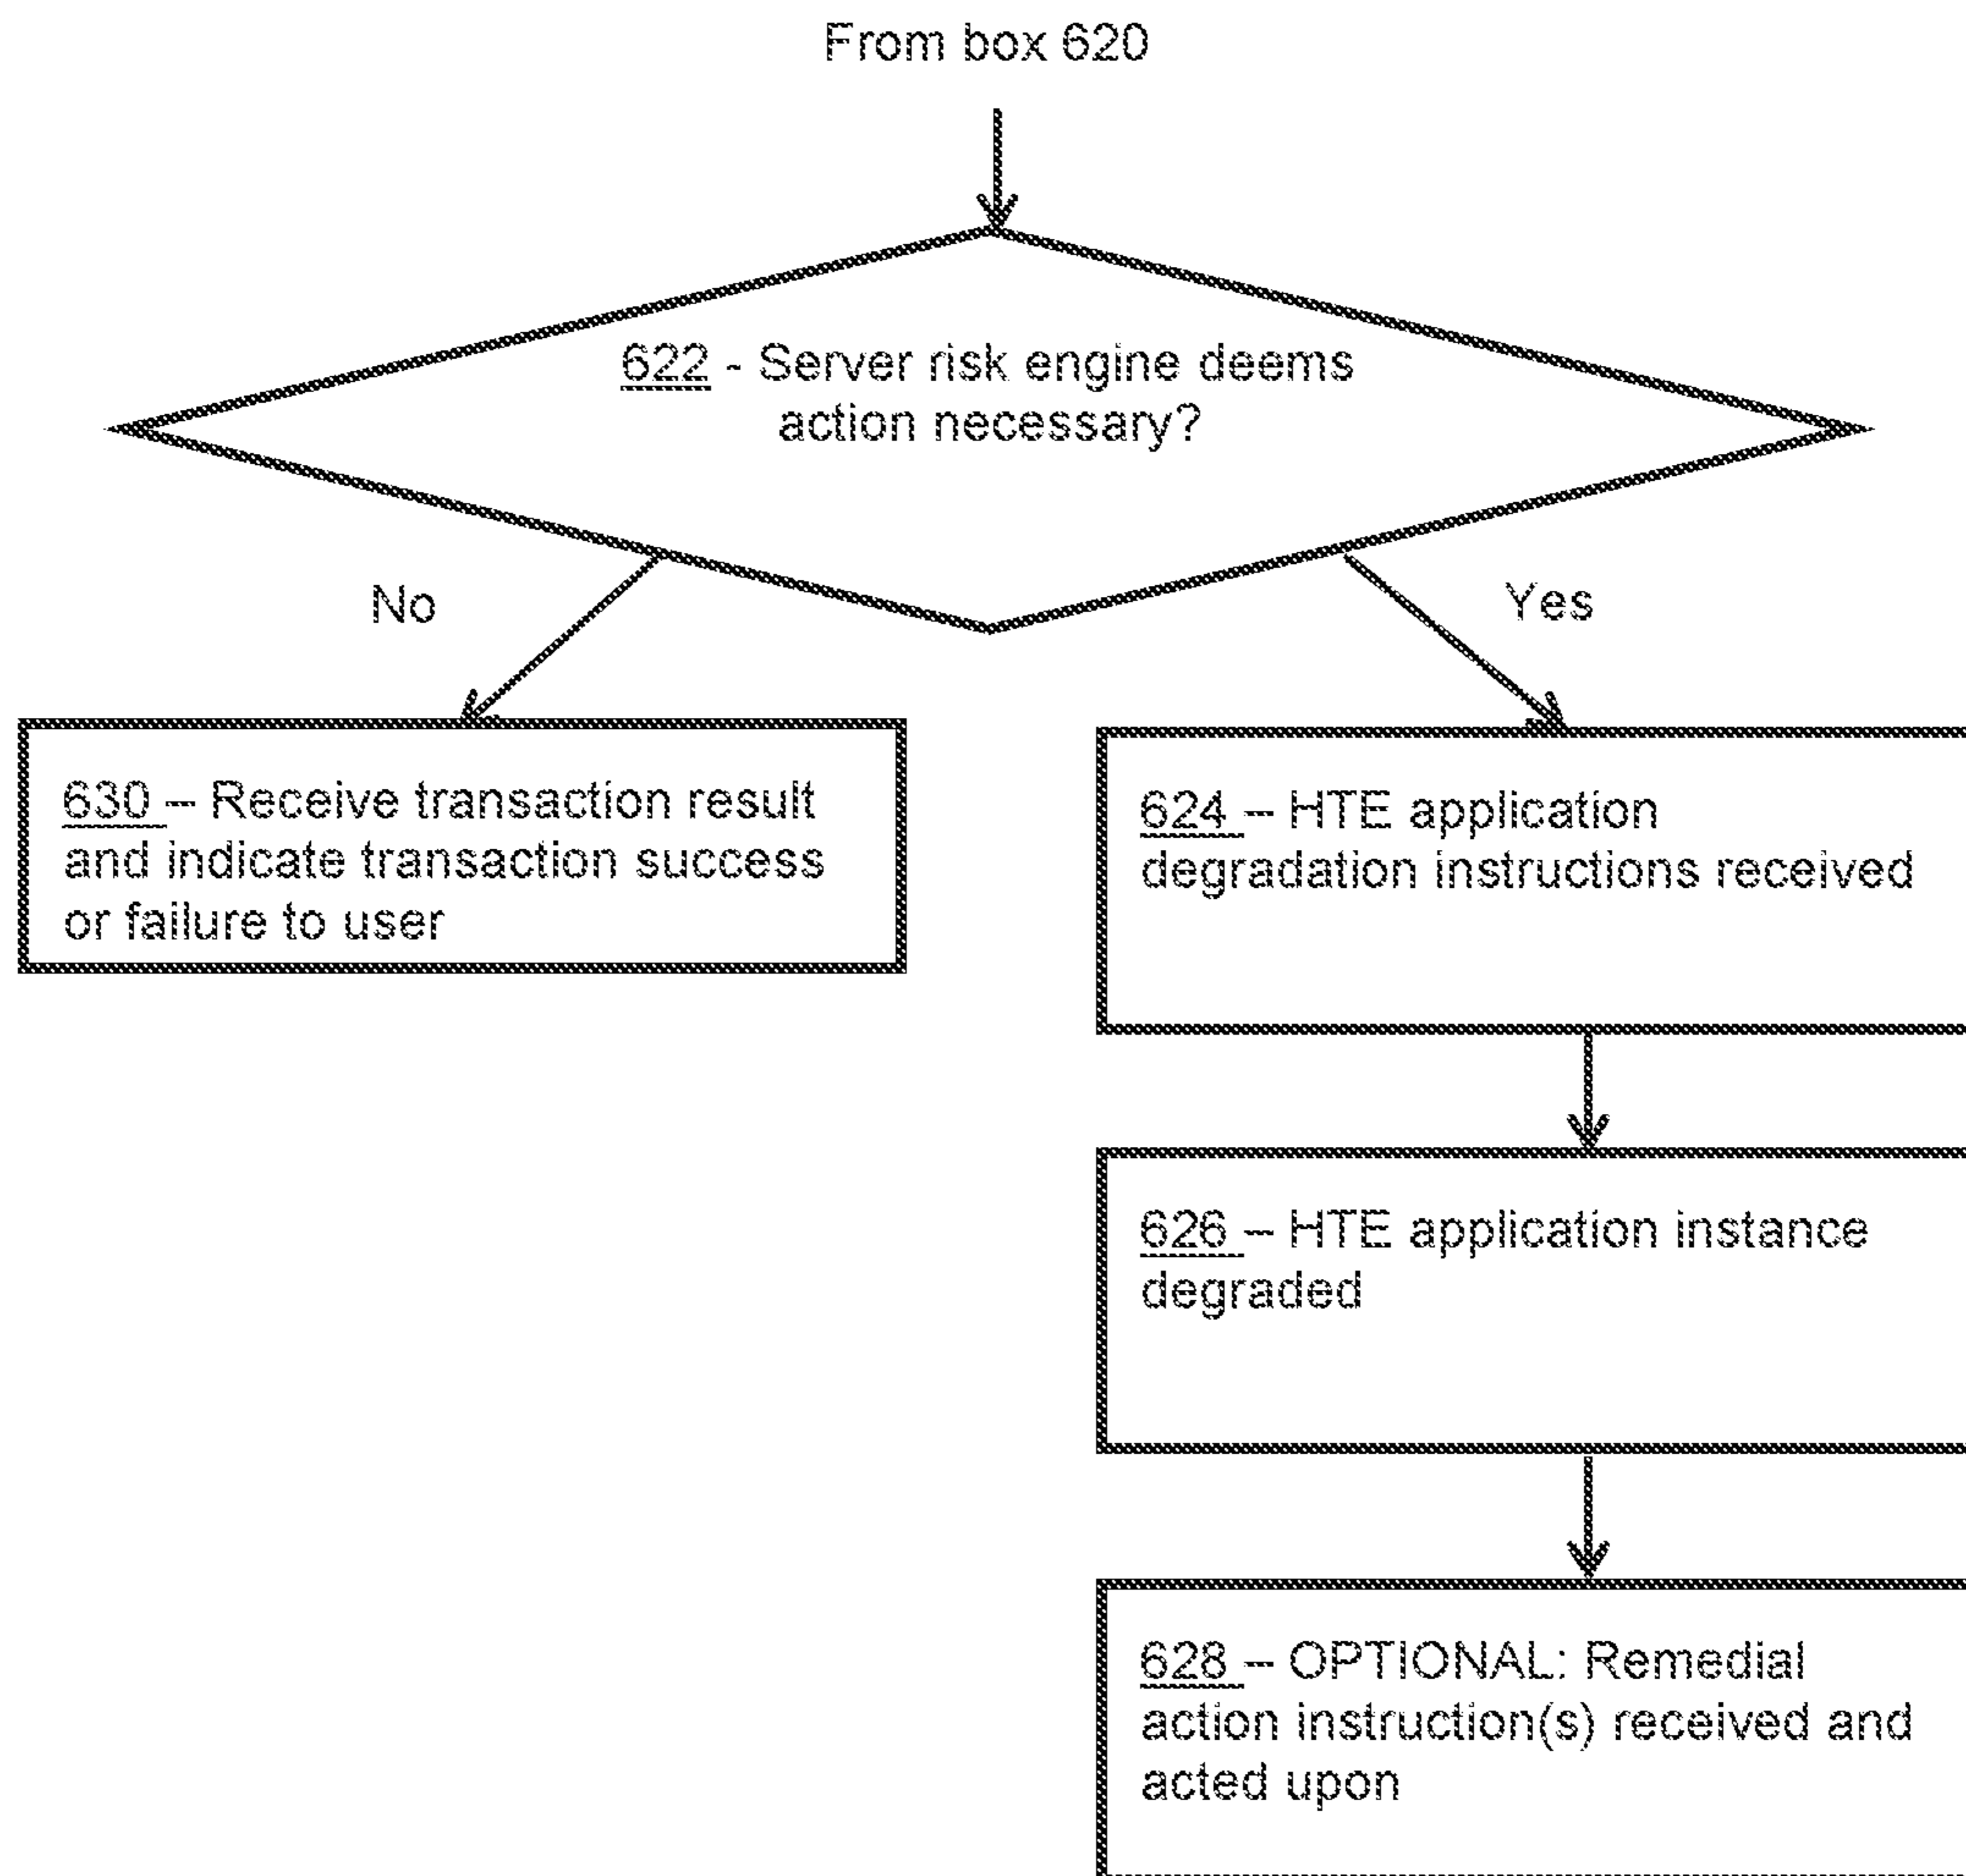 From box 620
622 - Server risk engine deems
action necessary?
No
Yes
630 – Receive transaction result
and indicate transaction success
or failure to user
624 – HTE application
degradation instructions received
626 – HTE application instance
degraded
628 – OPTIONAL: Remedial
action instruction(s) received and
acted upon